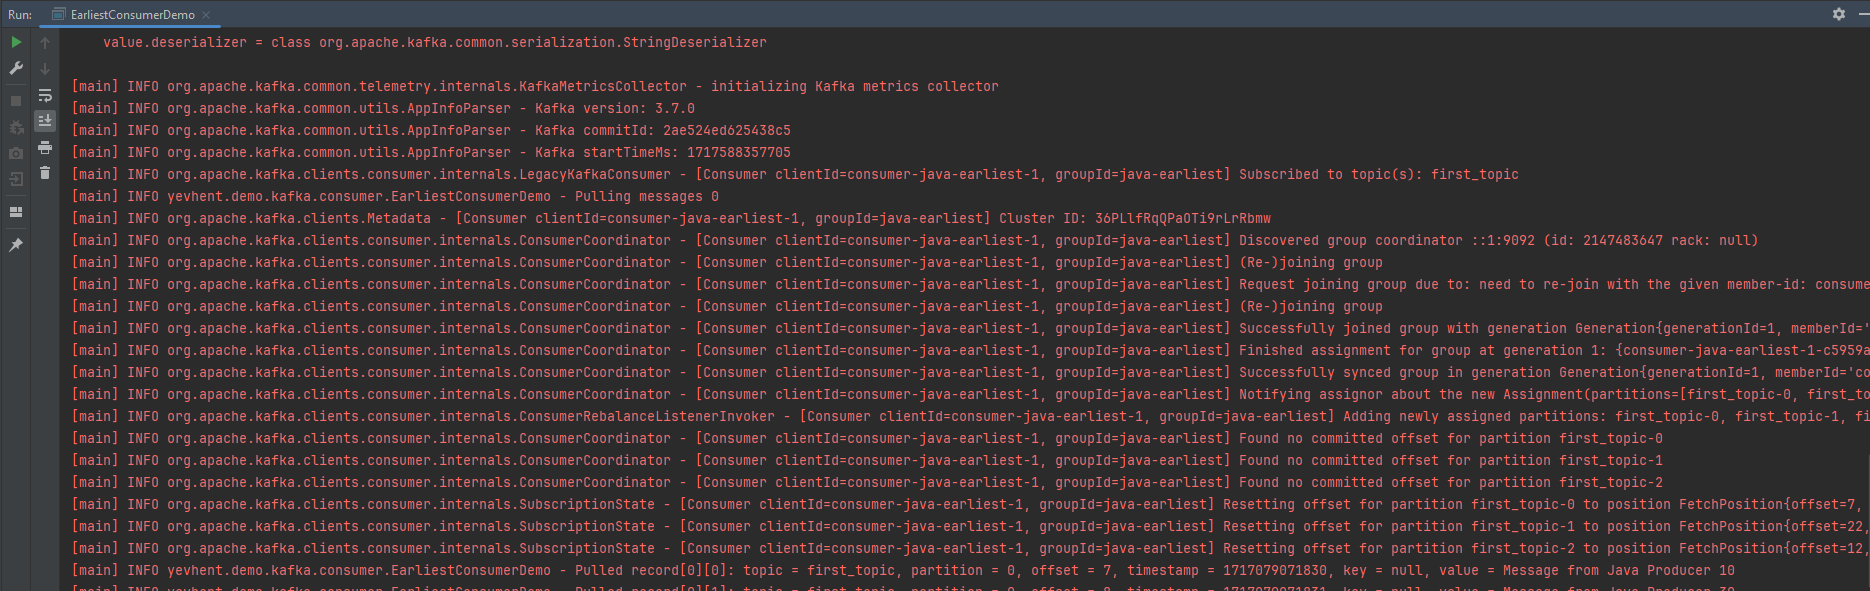 Run: EarliestConsumerDemo
value.deserializer = class org.apache.kafka.common.serialization.StringDeserializer
[main] INFO org.apache.kafka.common.telemetry.internals.KafkaMetricsCollector - initializing Kafka metrics collector
[main] INFO org.apache.kafka.common.utils.AppInfoParser - Kafka version: 3.7.0
[main] INFO org.apache.kafka.common.utils.AppInfoParser - Kafka commitId: 2ae524ed625438c5
[main] INFO org.apache.kafka.common.utils.AppInfoParser - Kafka startTimeMs: 1717588357705
[main] INFO org.apache.kafka.clients.consumer.internals.LegacyKafkaConsumer - [Consumer clientId=consumer-java-earliest-1, groupId=java-earliest] Subscribed to topic(s): first_topic
[main] INFO yevhent.demo.kafka.consumer.EarliestConsumerDemo - Pulling messages 0
[main] INFO org.apache.kafka.clients.Metadata - [Consumer clientId=consumer-java-earliest-1, groupId=java-earliest] Cluster ID: 36PLlfRqQPaOTi9rLrRbmw
[main] INFO org.apache.kafka.clients.consumer.internals.ConsumerCoordinator - [Consumer clientId=consumer-java-earliest-1, groupId=java-earliest] Discovered group coordinator ::1:9092 (id: 2147483647 rack: null)
[main] INFO org.apache.kafka.clients.consumer.internals.ConsumerCoordinator - [Consumer clientId=consumer-java-earliest-1, groupId=java-earliest] (Re-)joining group
[main] INFO org.apache.kafka.clients.consumer.internals.ConsumerCoordinator - [Consumer clientId=consumer-java-earliest-1, groupId=java-earliest] Request joining group due to: need to re-join with the given member-id: consume
[main] INFO org.apache.kafka.clients.consumer.internals.ConsumerCoordinator - [Consumer clientId=consumer-java-earliest-1, groupId=java-earliest] (Re-)joining group
[main] INFO org.apache.kafka.clients.consumer.internals.ConsumerCoordinator - [Consumer clientId=consumer-java-earliest-1, groupId=java-earliest] Successfully joined group with generation Generation{generationId=1, memberId='
[main] INFO org.apache.kafka.clients.consumer.internals.ConsumerCoordinator - [Consumer clientId=consumer-java-earliest-1, groupId=java-earliest] Finished assignment for group at generation 1: {consumer-java-earliest-1-c5959a
[main] INFO org.apache.kafka.clients.consumer.internals.ConsumerCoordinator - [Consumer clientId=consumer-java-earliest-1, groupId=java-earliest] Successfully synced group in generation Generation{generationId=1, memberId='co
[main] INFO org.apache.kafka.clients.consumer.internals.ConsumerCoordinator - [Consumer clientId=consumer-java-earliest-1, groupId=java-earliest] Notifying assignor about the new Assignment(partitions=[first_topic-0, first_to
[main] INFO org.apache.kafka.clients.consumer.internals.ConsumerRebalanceListenerInvoker - [Consumer clientId=consumer-java-earliest-1, groupId=java-earliest] Adding newly assigned partitions: first_topic-0, first_topic-1, fi
[main] INFO org.apache.kafka.clients.consumer.internals.ConsumerCoordinator - [Consumer clientId=consumer-java-earliest-1, groupId=java-earliest] Found no committed offset for partition first_topic-0
[main] INFO org.apache.kafka.clients.consumer.internals.ConsumerCoordinator - [Consumer clientId=consumer-java-earliest-1, groupId=java-earliest] Found no committed offset for partition first_topic-1
[main] INFO org.apache.kafka.clients.consumer.internals.ConsumerCoordinator - [Consumer clientId=consumer-java-earliest-1, groupId=java-earliest] Found no committed offset for partition first_topic-2
[main] INFO org.apache.kafka.clients.consumer.internals.SubscriptionState - [Consumer clientId=consumer-java-earliest-1, groupId=java-earliest] Resetting offset for partition first_topic-0 to position FetchPosition{offset=7,
[main] INFO org.apache.kafka.clients.consumer.internals.SubscriptionState - [Consumer clientId=consumer-java-earliest-1, groupId=java-earliest] Resetting offset for partition first_topic-1 to position FetchPosition{offset=22,
[main] INFO org.apache.kafka.clients.consumer.internals.SubscriptionState - [Consumer clientId=consumer-java-earliest-1, groupId=java-earliest] Resetting offset for partition first_topic-2 to position FetchPosition{offset=12,
[main] INFO yevhent.demo.kafka.consumer.EarliestConsumerDemo - Pulled record[0][0]: topic = first_topic, partition = 0, offset = 7, timestamp = 1717079071830, key = null, value = Message from Java Producer 10